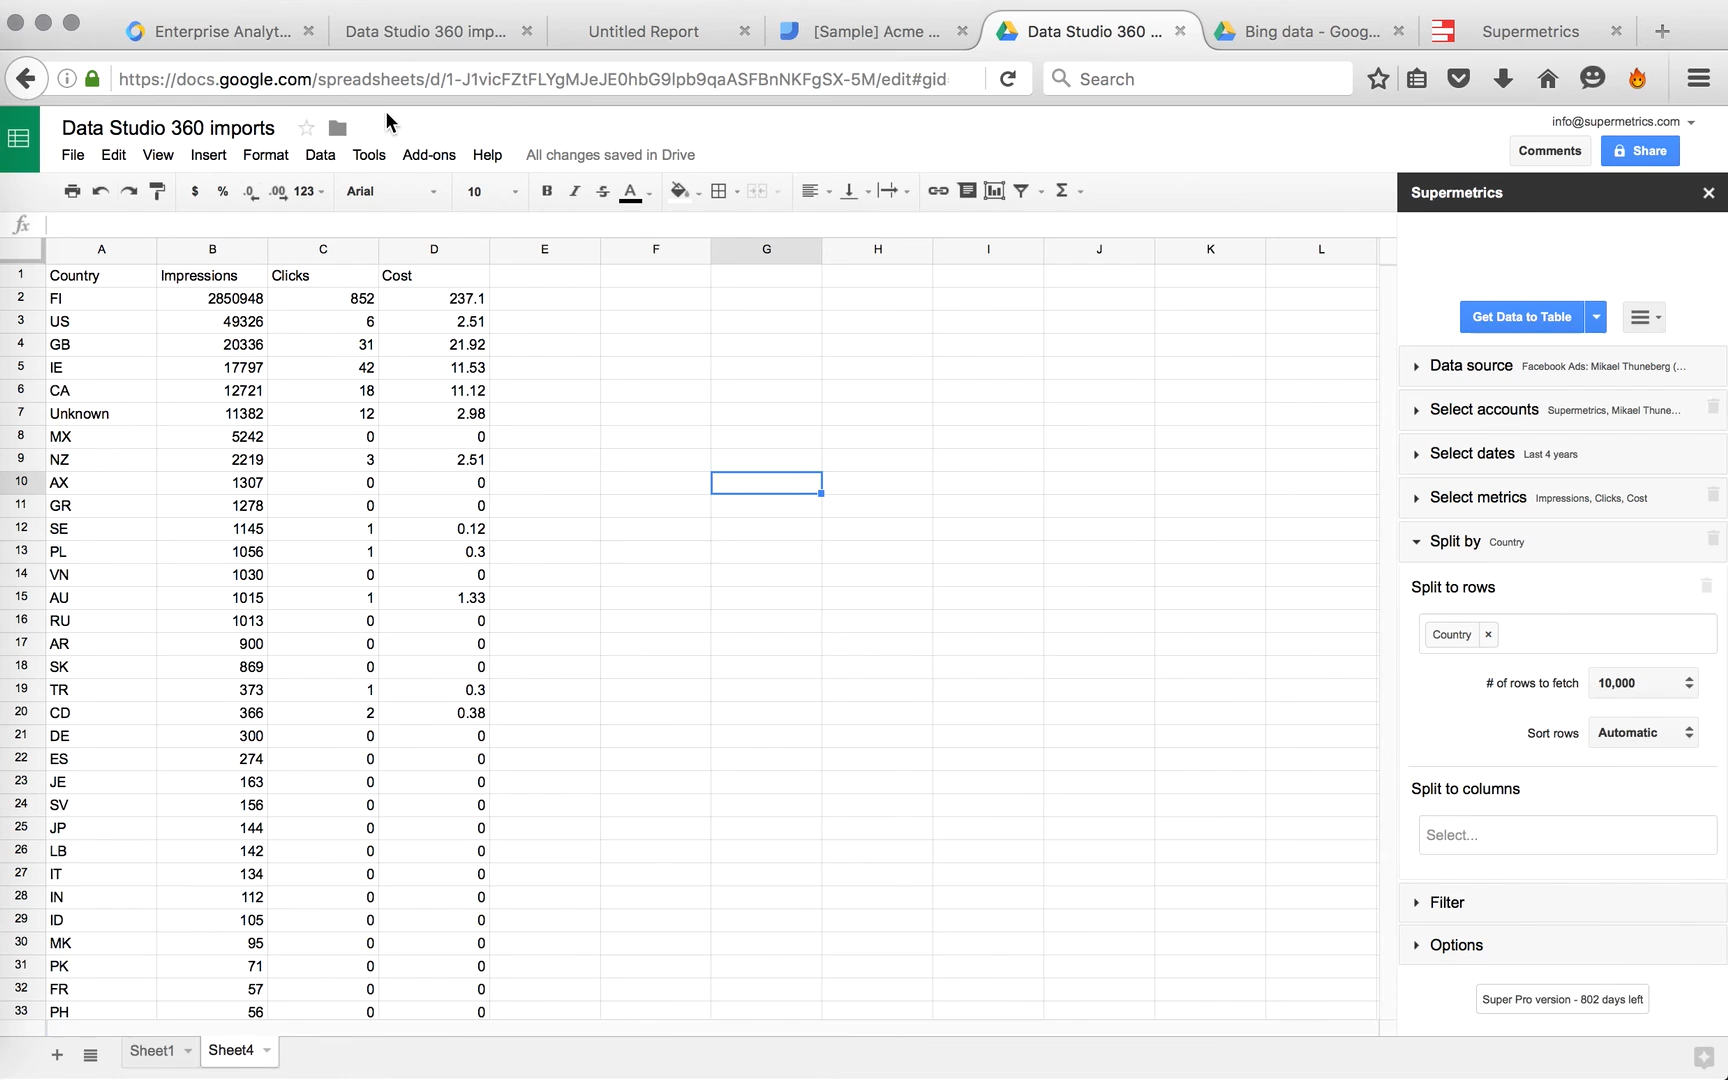 Enterprise Analyt...
Data Studio 360 imp...
Untitled Report
[Sample] Acme ...
Data Studio 360 ...
Bing data - Goog...
Supermetrics
https://docs.google.com/spreadsheets/d/1-J1vicFZtFLYgMJeJE0hbG9lpb9qaASFBnNKFgSX-5M/edit#gid
Search
Data Studio 360 imports
info@supermetrics.com
File Edit View Insert Format Data Tools Add-ons Help All changes saved in Drive
Comments
Share
$ % .0 .00 123 Arial 10 B I S A Σ
Supermetrics
fx
A B C D E F G H I J K L
1 Country Impressions Clicks Cost
2 FI 2850948 852 237.1
3 US 49326 6 2.51
4 GB 20336 31 21.92
5 IE 17797 42 11.53
6 CA 12721 18 11.12
7 Unknown 11382 12 2.98
8 MX 5242 0 0
9 NZ 2219 3 2.51
10 AX 1307 0 0
11 GR 1278 0 0
12 SE 1145 1 0.12
13 PL 1056 1 0.3
14 VN 1030 0 0
15 AU 1015 1 1.33
16 RU 1013 0 0
17 AR 900 0 0
18 SK 869 0 0
19 TR 373 1 0.3
20 CD 366 2 0.38
21 DE 300 0 0
22 ES 274 0 0
23 JE 163 0 0
24 SV 156 0 0
25 JP 144 0 0
26 LB 142 0 0
27 IT 134 0 0
28 IN 112 0 0
29 ID 105 0 0
30 MK 95 0 0
31 PK 71 0 0
32 FR 57 0 0
33 PH 56 0 0
Get Data to Table
Data source Facebook Ads: Mikael Thuneberg (...
Select accounts Supermetrics, Mikael Thune...
Select dates Last 4 years
Select metrics Impressions, Clicks, Cost
Split by Country
Split to rows
Country ×
# of rows to fetch 10,000
Sort rows Automatic
Split to columns
Select...
Filter
Options
Super Pro version - 802 days left
Sheet1
Sheet4